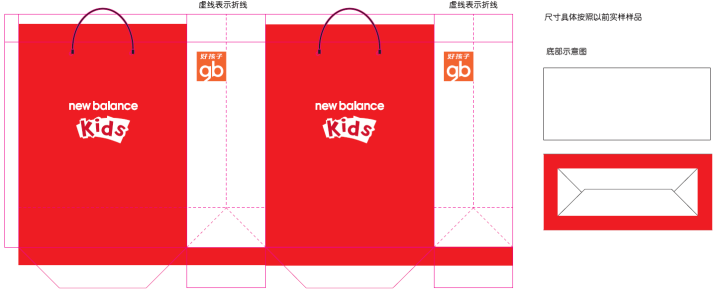 虚线表示折线
虚线表示折线
尺寸具体按照以前实样样品
好孩子
gb
好孩子
gb
底部示意图
new balance
Kids
new balance
Kids